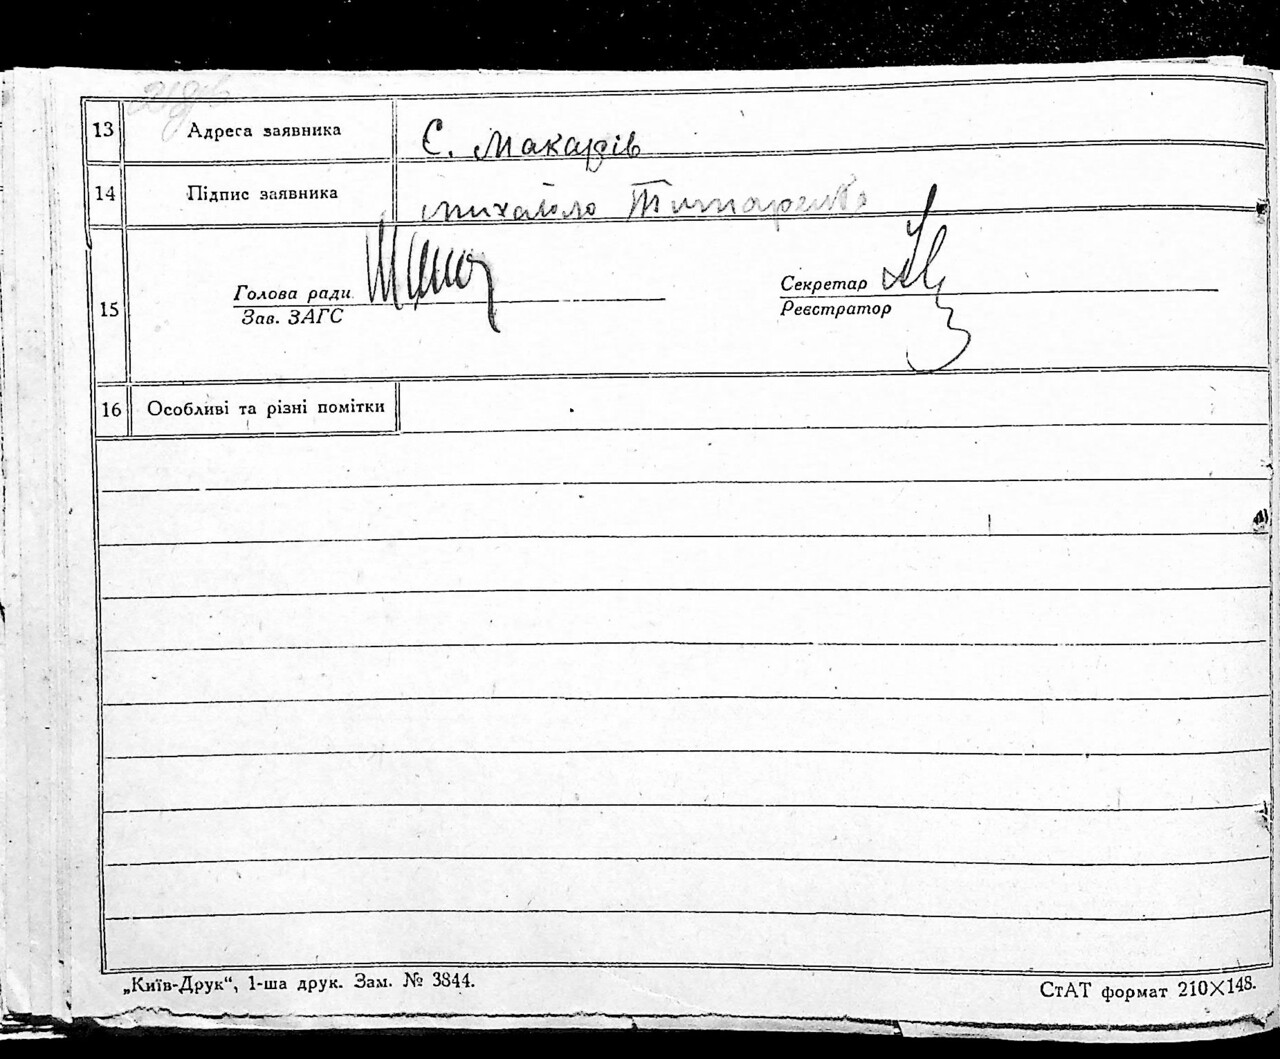 13 Адреса заявника С. Макарів
14 Підпис заявника Михайло
15 Голова ради Секретар
Зав. ЗАГС Реєстратор
16 Особливі та різні помітки
„Київ-Друк“, 1-ша друк. Зам. № 3844. СтАТ формат 210×148.